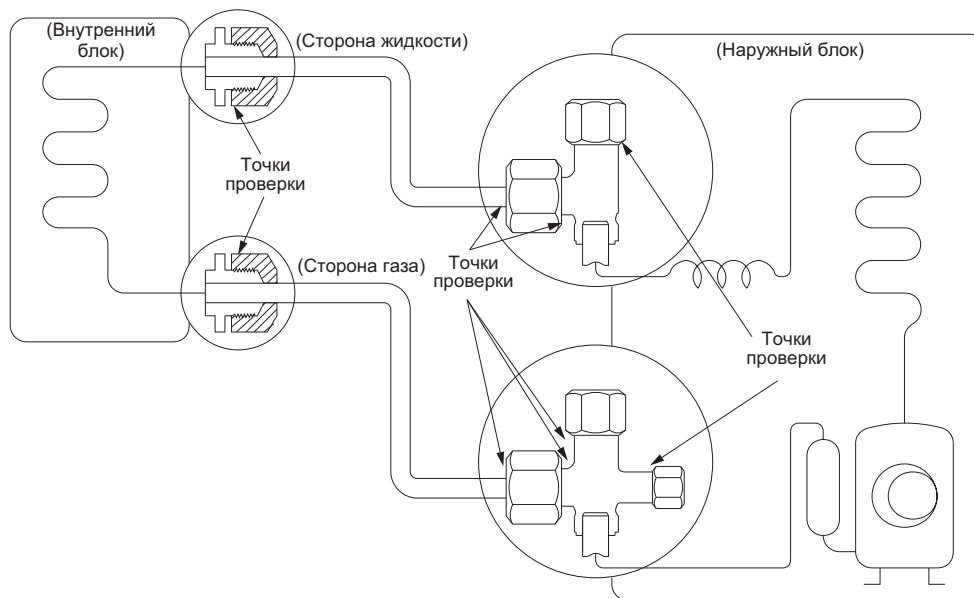 (Внутренний
блок)
(Сторона жидкости)
(Наружный блок)
Точки
проверки
(Сторона газа)
Точки
проверки
Точки
проверки